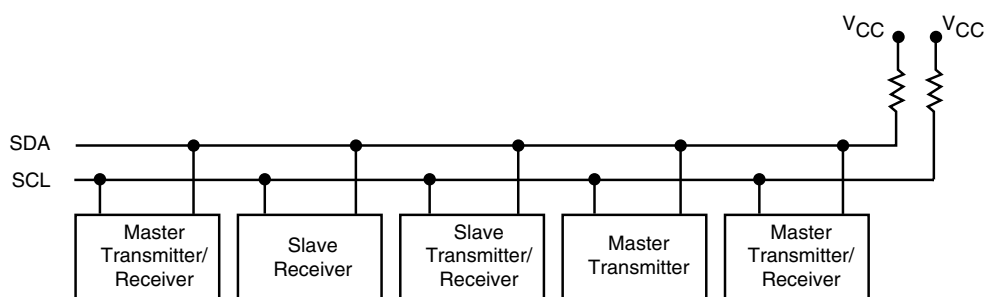 VCC VCC
SDA
SCL
Master
Transmitter/
Receiver
Slave
Receiver
Slave
Transmitter/
Receiver
Master
Transmitter
Master
Transmitter/
Receiver